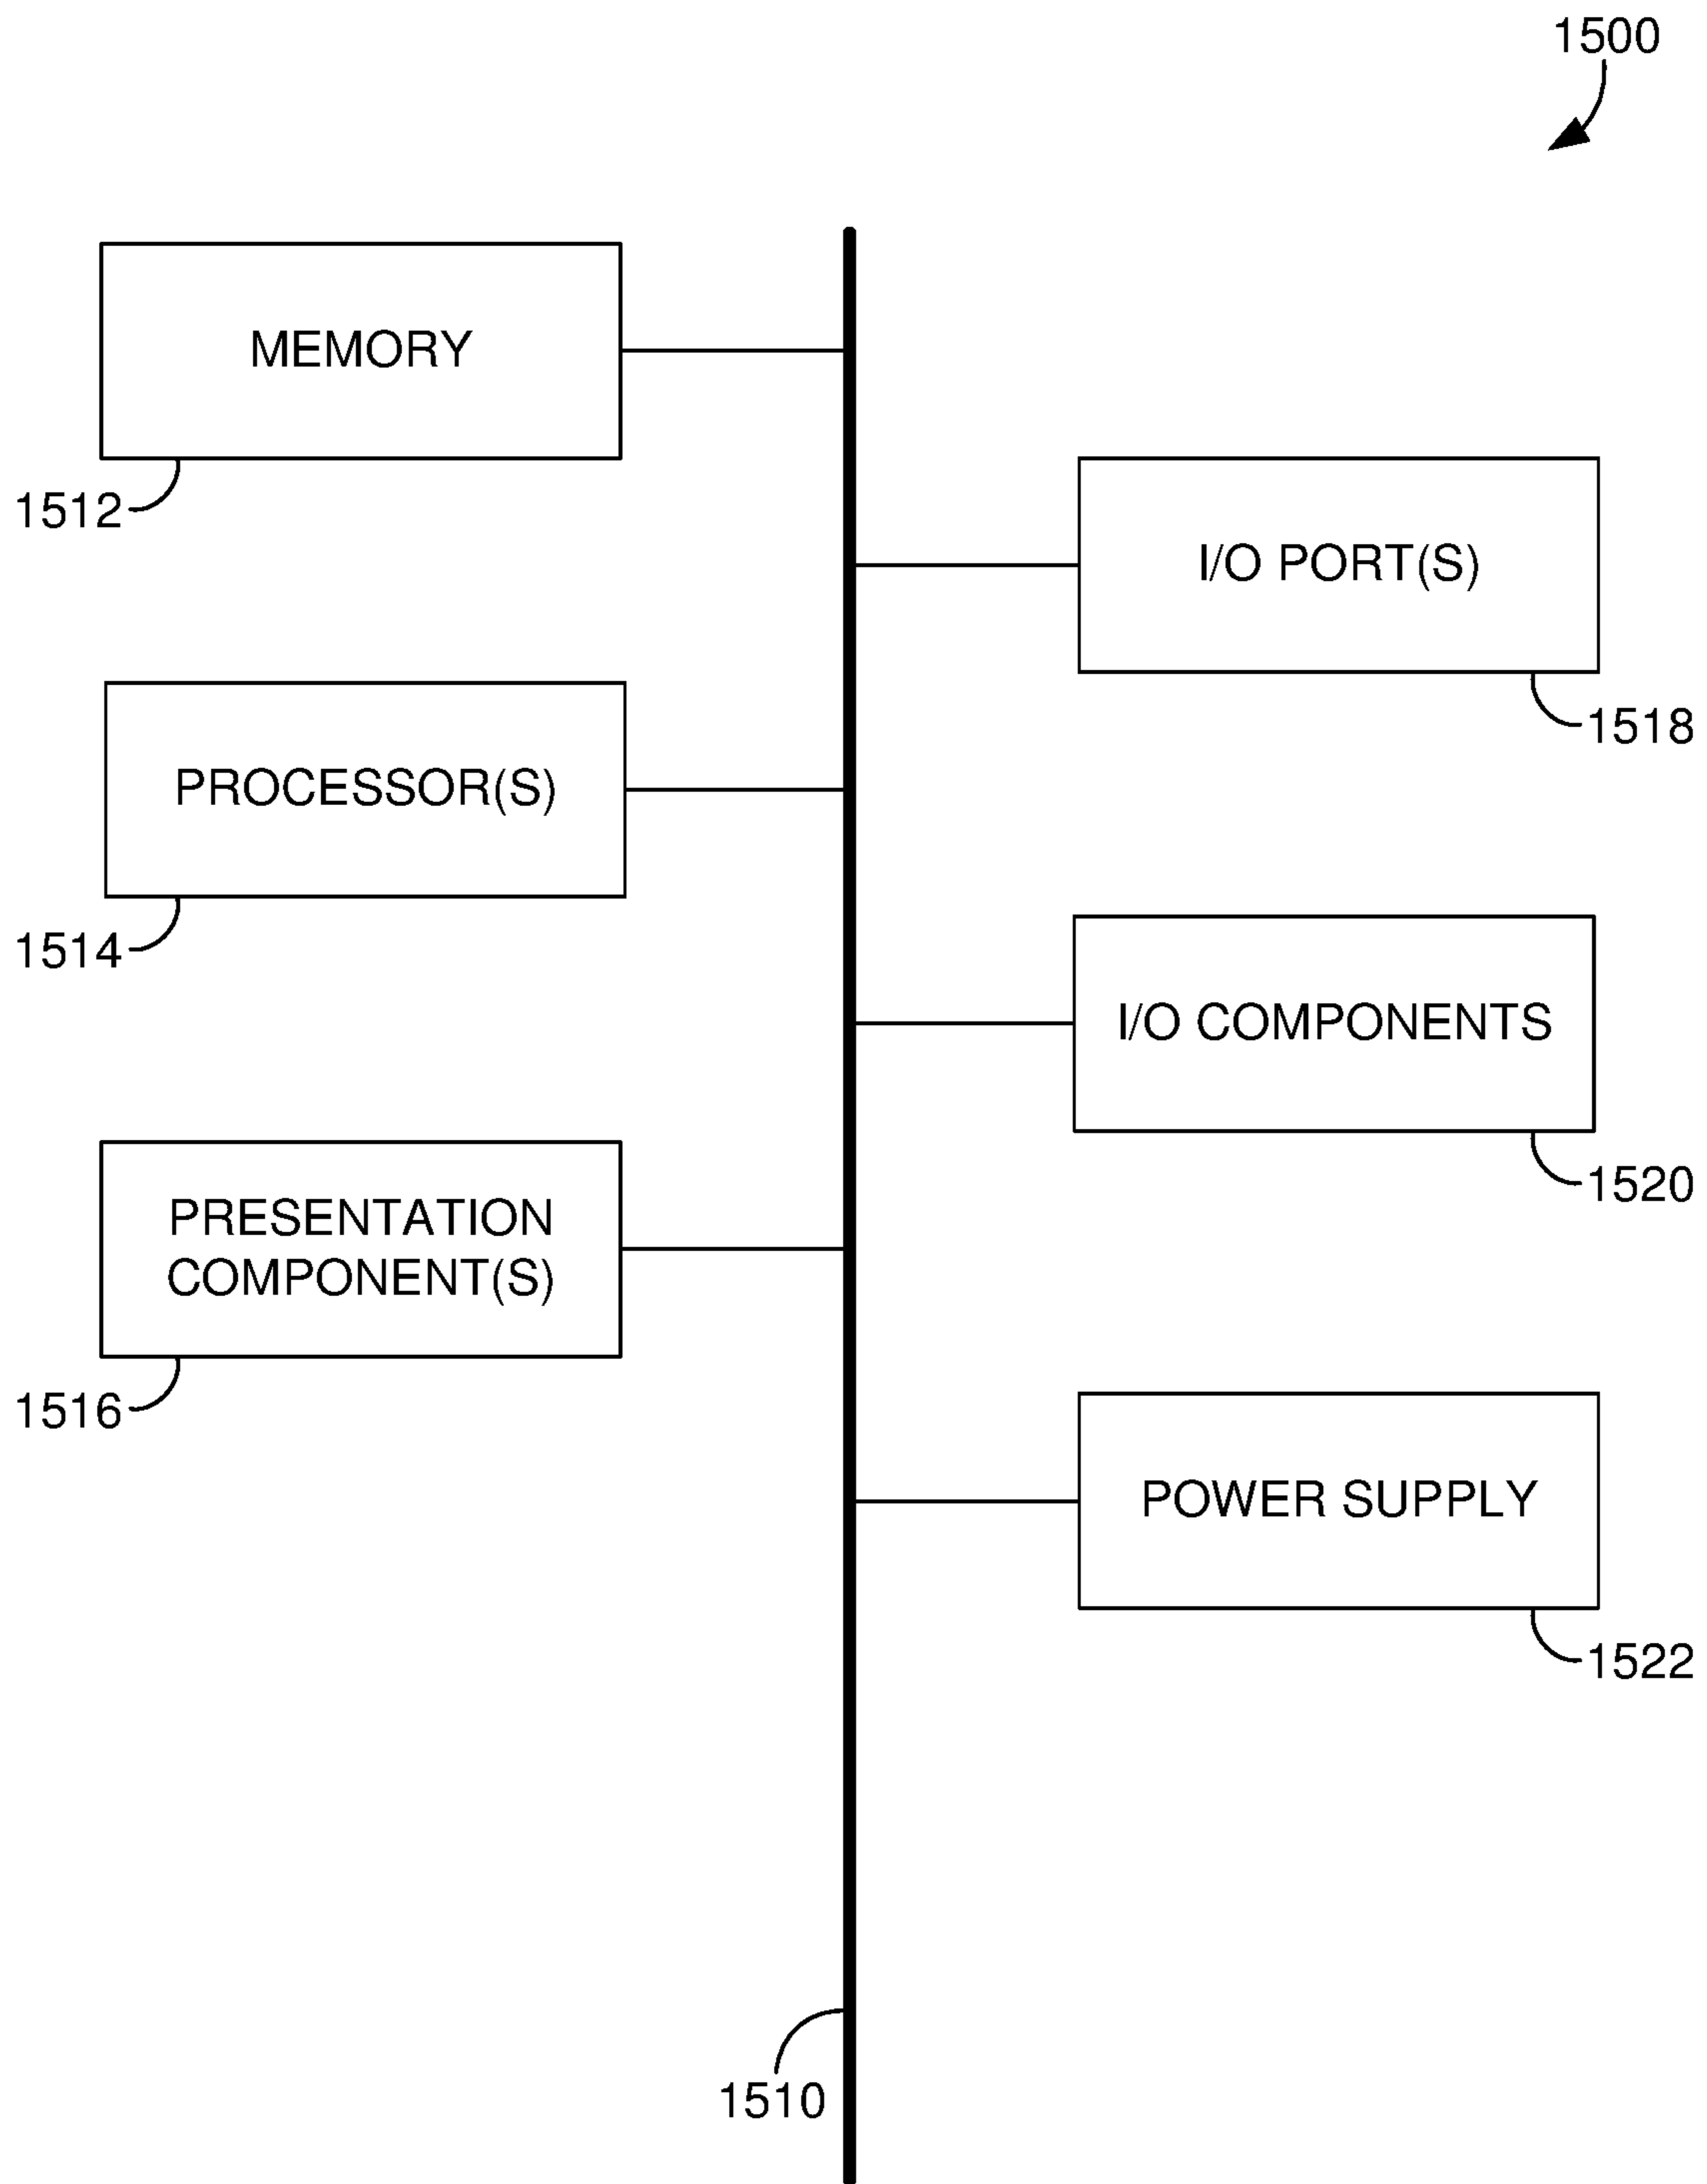 1500
MEMORY
1512
I/O PORT(S)
1518
PROCESSOR(S)
1514
I/O COMPONENTS
1520
PRESENTATION
COMPONENT(S)
1516
POWER SUPPLY
1522
1510